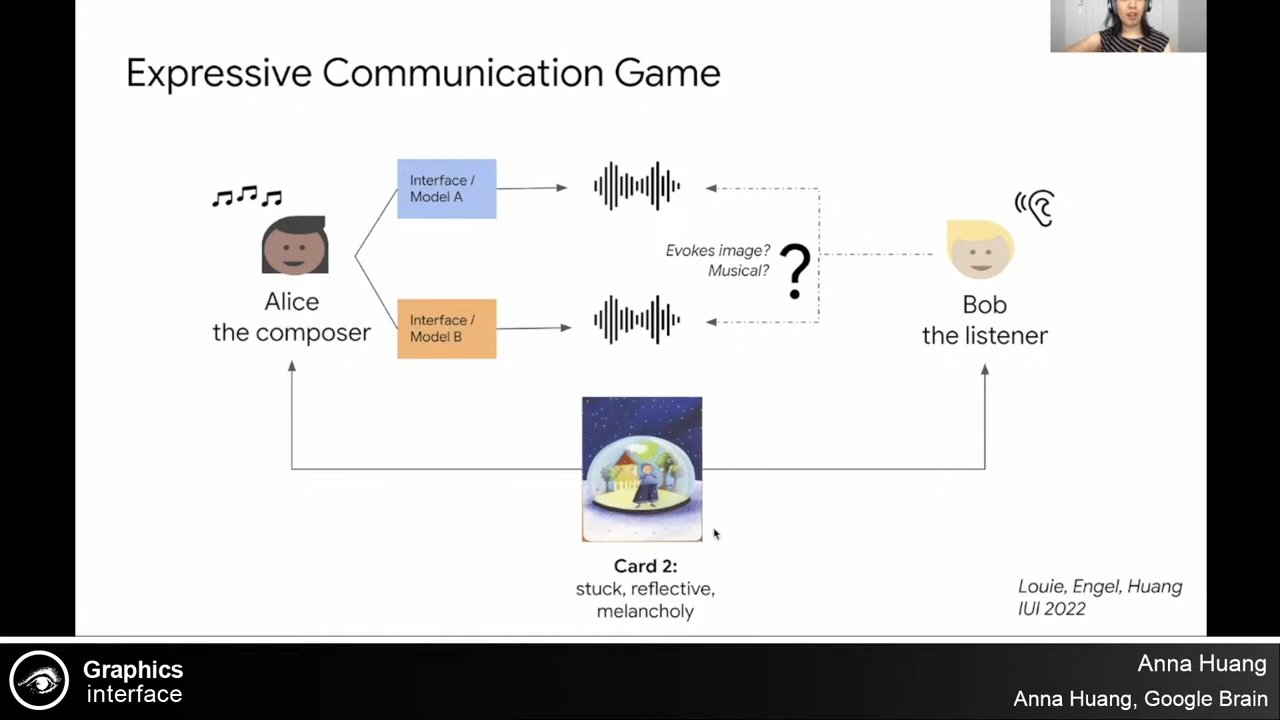 Expressive Communication Game
Interface /
Model A
Evokes image?
Musical?
?
Alice
the composer
Interface /
Model B
Bob
the listener
Card 2:
stuck, reflective,
melancholy
Louie, Engel, Huang
IUI 2022
Graphics
interface
Anna Huang
Anna Huang, Google Brain